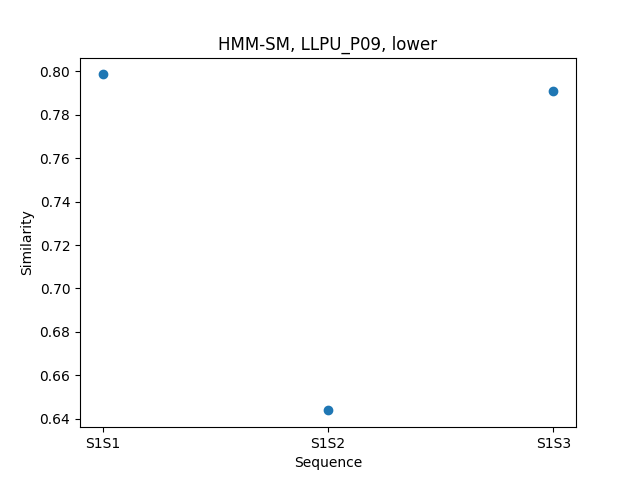 HMM-SM, LLPU_P09, lower
0.80
0.78
0.76
0.74
0.72
0.70
0.68
0.66
0.64
Similarity
S1S1 S1S2 S1S3
Sequence